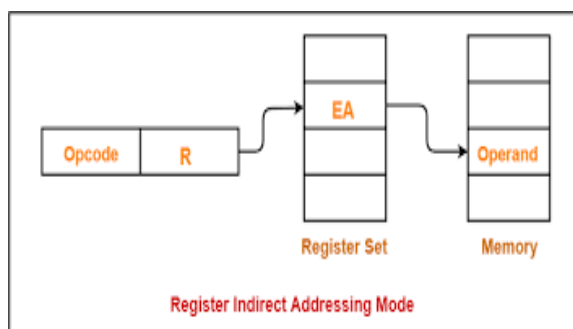 EA
Opcode R
Operand
Register Set
Memory
Register Indirect Addressing Mode